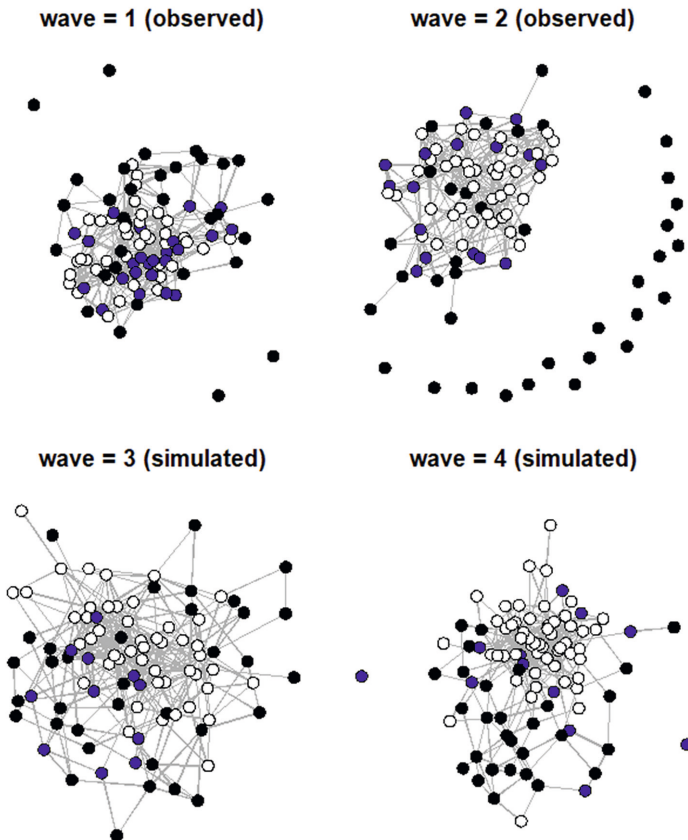 wave = 1 (observed)
wave = 2 (observed)
wave = 3 (simulated)
wave = 4 (simulated)